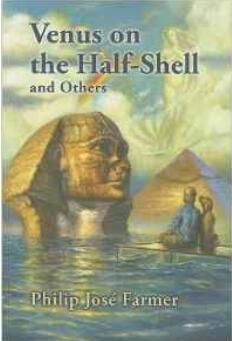 Venus on
the Half-Shell
and Others
Philip José Farmer